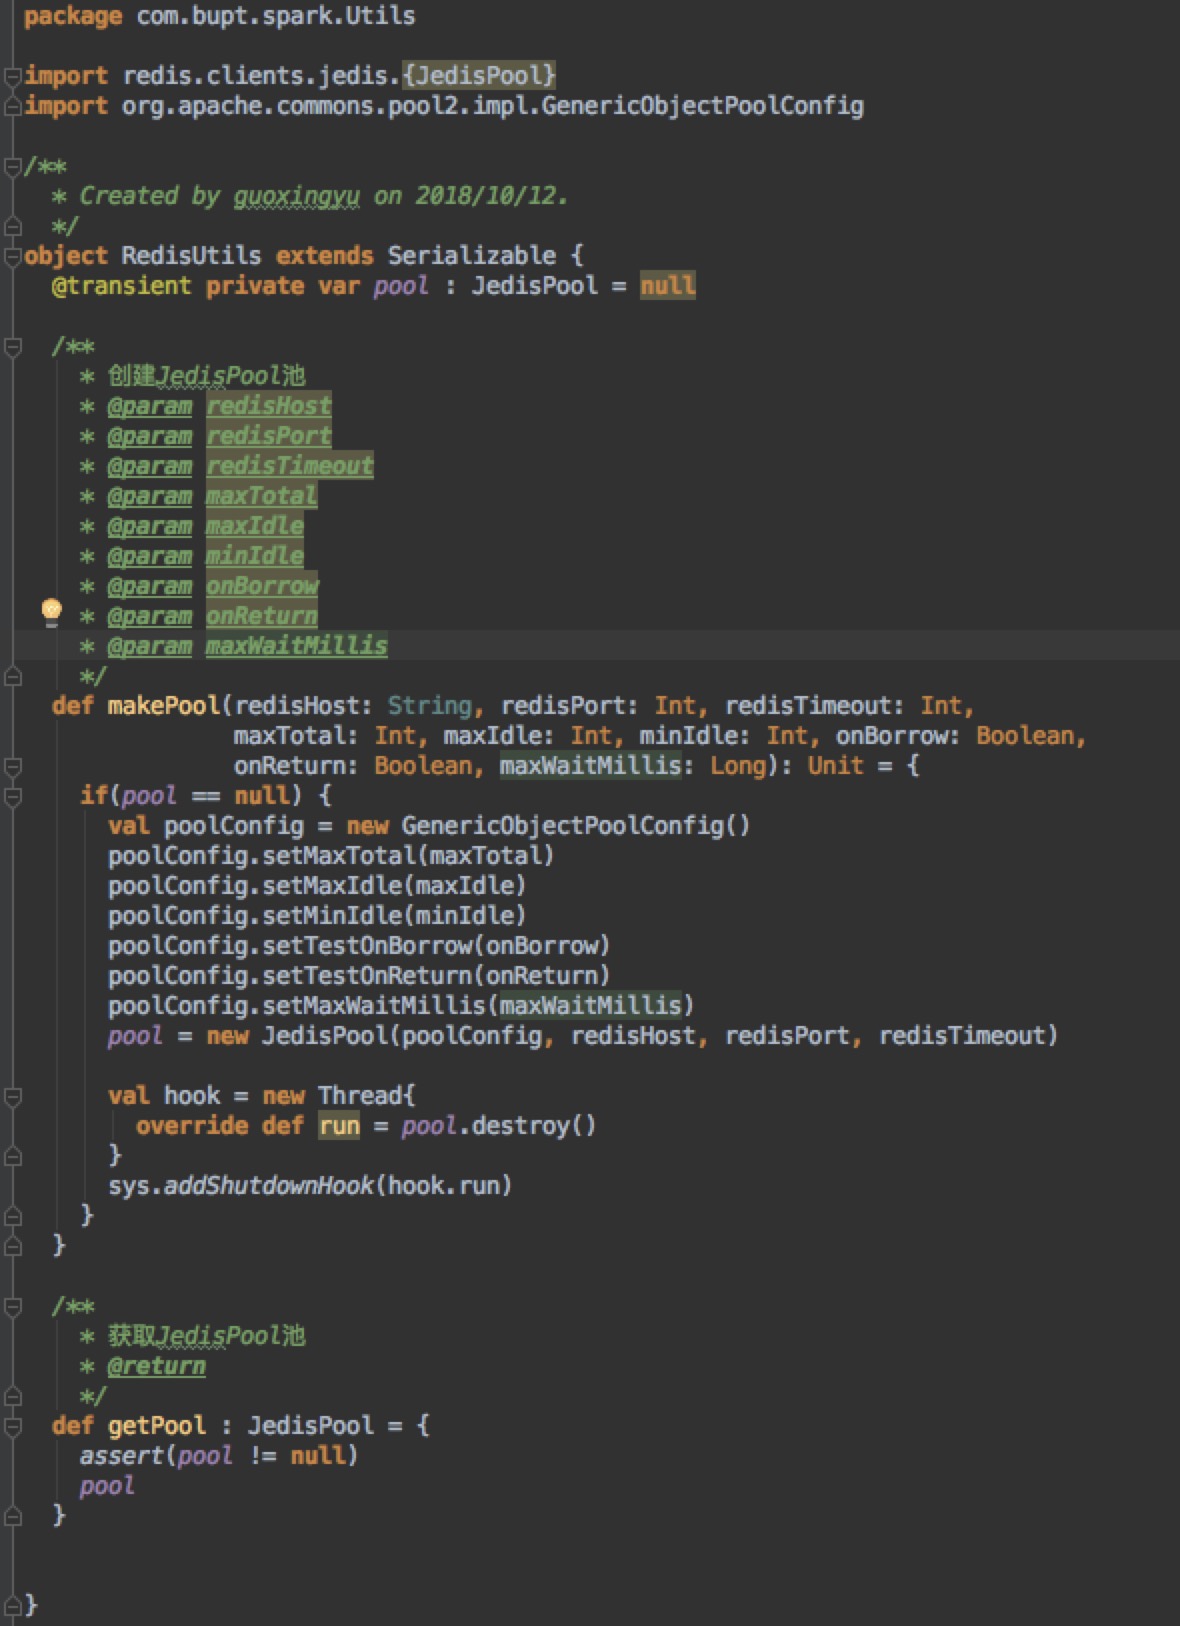 package com.bupt.spark.Utils
import redis.clients.jedis.{JedisPool}
import org.apache.commons.pool2.impl.GenericObjectPoolConfig
/**
* Created by guoxingyu on 2018/10/12.
*/
object RedisUtils extends Serializable {
@transient private var pool : JedisPool = null
/**
* 创建JedisPool池
* @param redisHost
* @param redisPort
* @param redisTimeout
* @param maxTotal
* @param maxIdle
* @param minIdle
* @param onBorrow
* @param onReturn
* @param maxWaitMillis
*/
def makePool(redisHost: String, redisPort: Int, redisTimeout: Int,
maxTotal: Int, maxIdle: Int, minIdle: Int, onBorrow: Boolean,
onReturn: Boolean, maxWaitMillis: Long): Unit = {
if(pool == null) {
val poolConfig = new GenericObjectPoolConfig()
poolConfig.setMaxTotal(maxTotal)
poolConfig.setMaxIdle(maxIdle)
poolConfig.setMinIdle(minIdle)
poolConfig.setTestOnBorrow(onBorrow)
poolConfig.setTestOnReturn(onReturn)
poolConfig.setMaxWaitMillis(maxWaitMillis)
pool = new JedisPool(poolConfig, redisHost, redisPort, redisTimeout)
val hook = new Thread{
override def run = pool.destroy()
}
sys.addShutdownHook(hook.run)
}
}
/**
* 获取JedisPool池
* @return
*/
def getPool : JedisPool = {
assert(pool != null)
pool
}
}